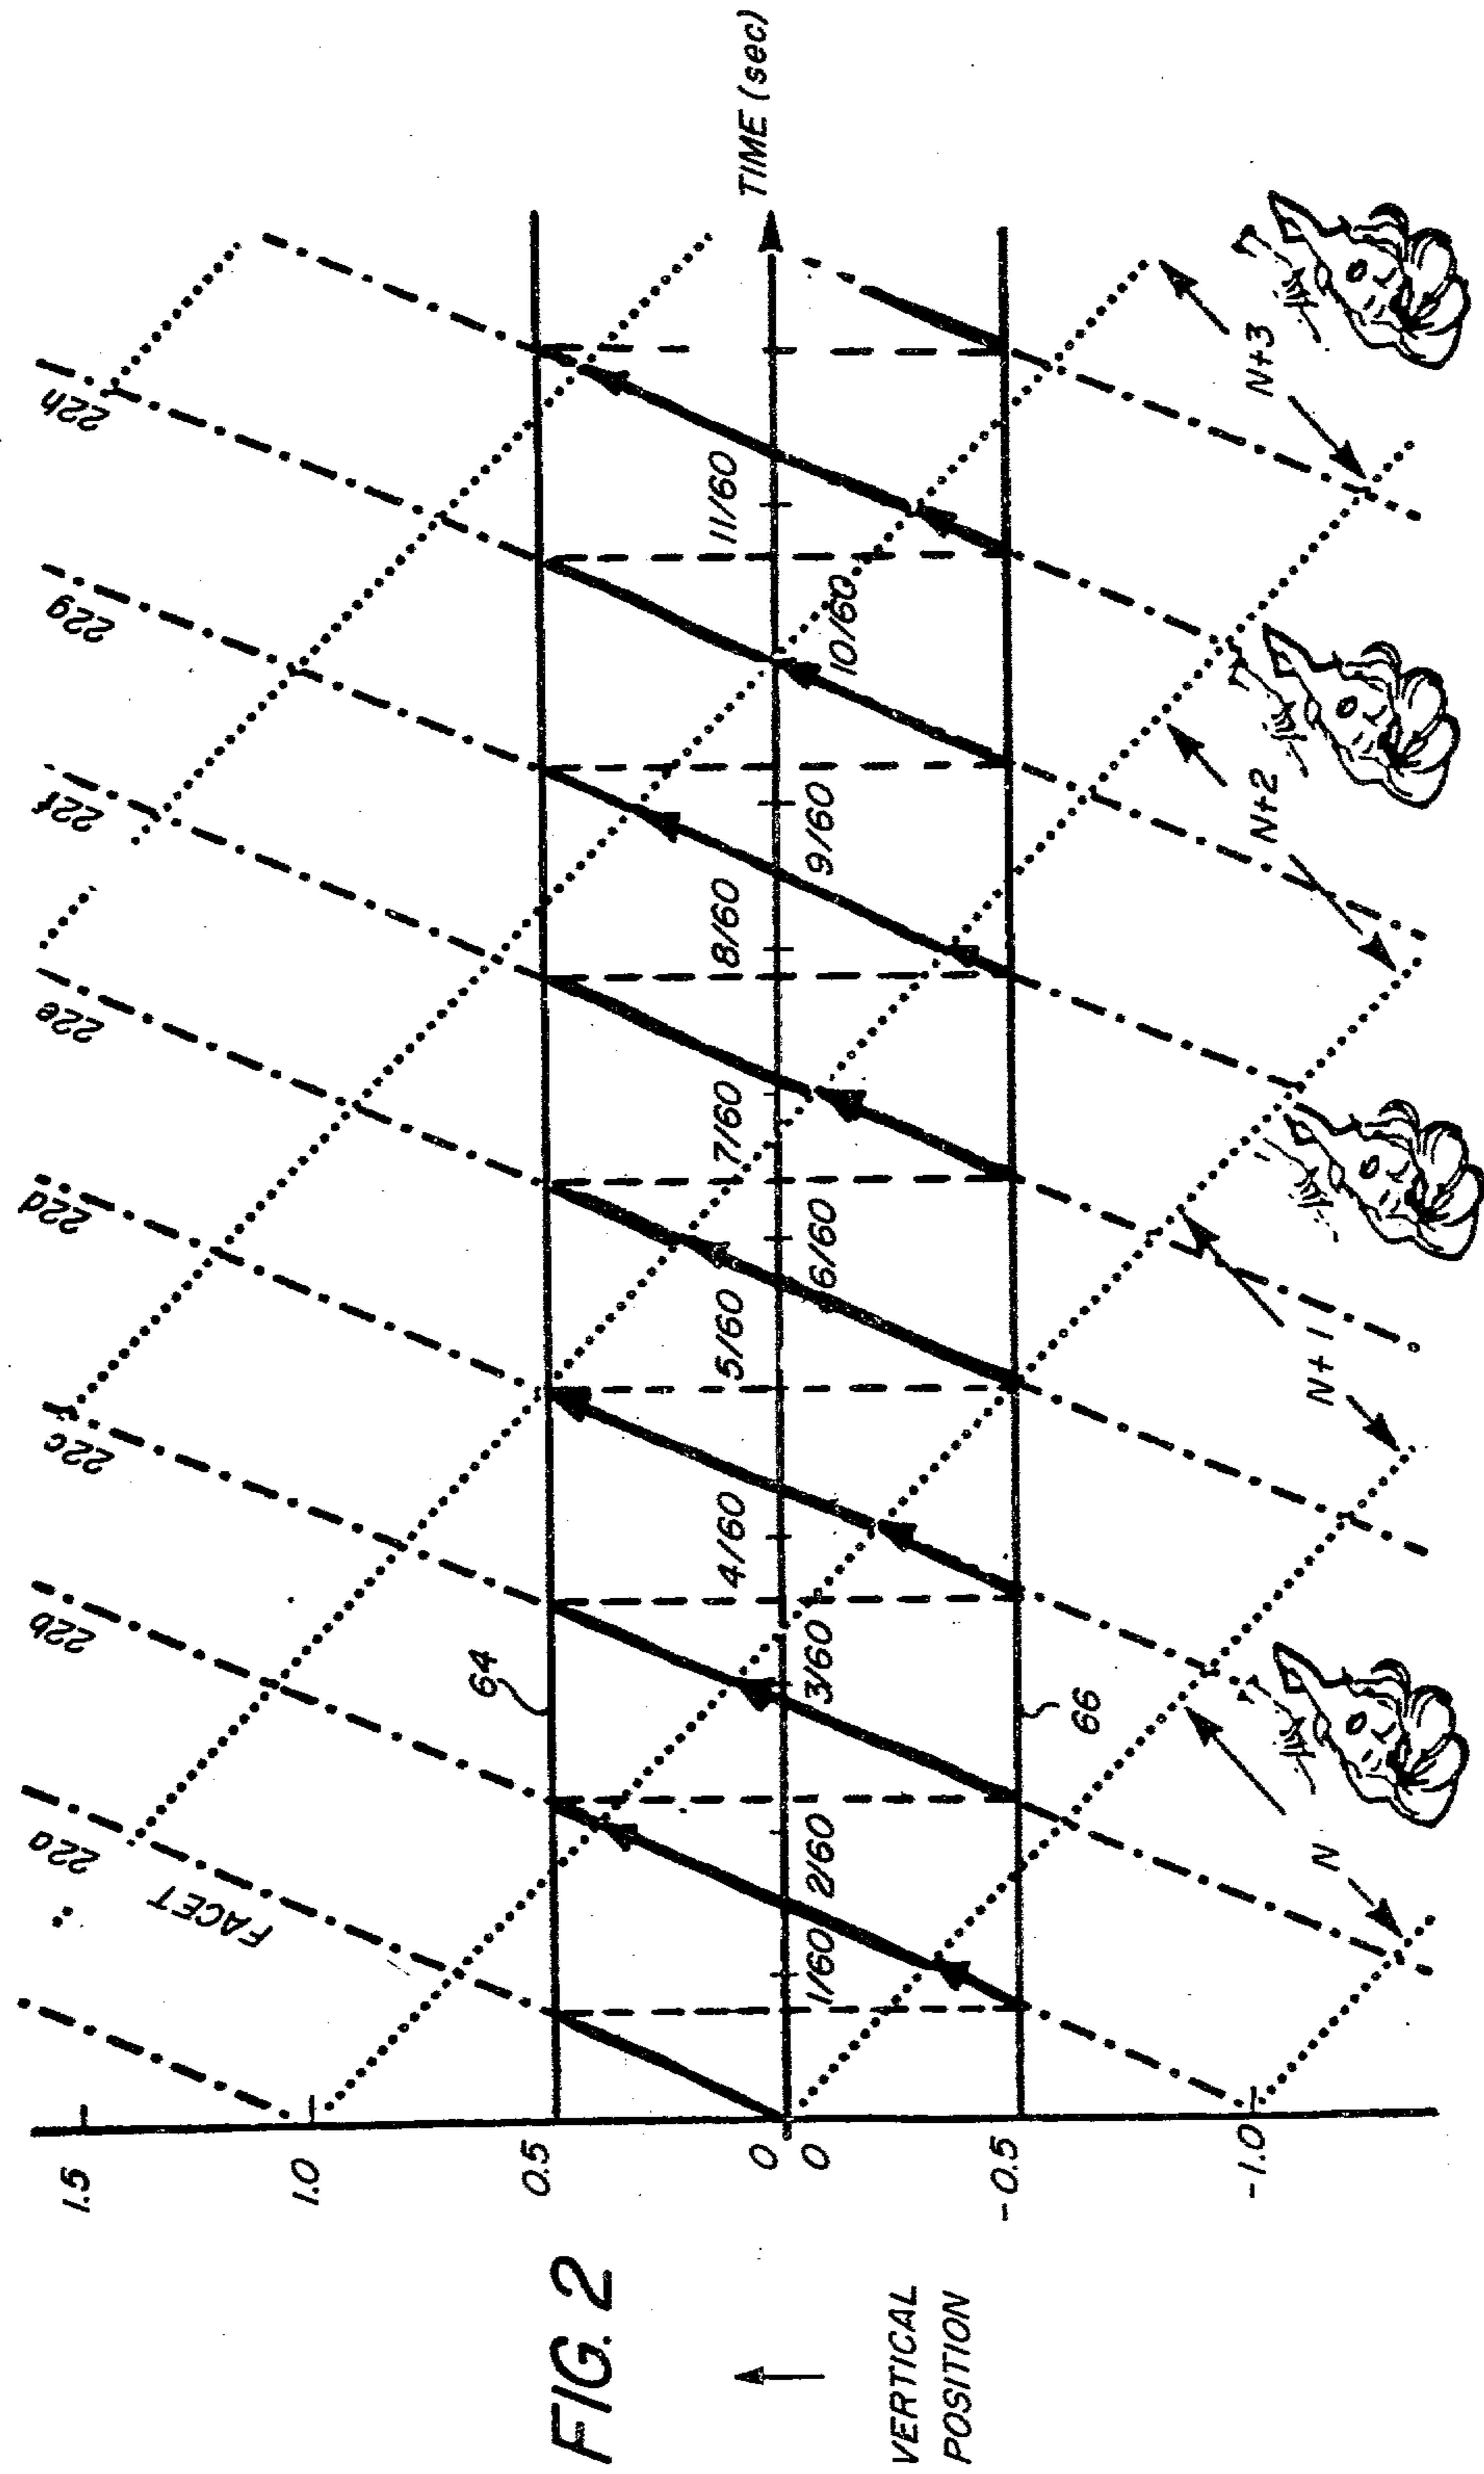 FIG. 2
VERTICAL
POSITION
1.5
1.0
0.5
0
0
-0.5
-1.0
FACET
22a
22b
22c
22d
22e
22f
22g
22h
64
66
1/60
2/60
3/60
4/60
5/60
6/60
7/60
8/60
9/60
10/60
11/60
TIME (sec)
N
N+1
N+2
N+3